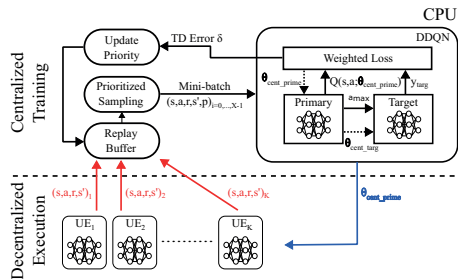 CPU
DDQN
Centralized
Training
Update
Priority
TD Error δ
Weighted Loss
Prioritized
Sampling
Mini-batch
(s,a,r,s',p)i=0,...,X-1
θcent_prime
Q(s,a;θcent_prime)
ytarg
Replay
Buffer
Primary
amax
Target
θcent_targ
Decentralized
Execution
(s,a,r,s')1
(s,a,r,s')2
(s,a,r,s')K
θcent_prime
UE1
UE2
UEK